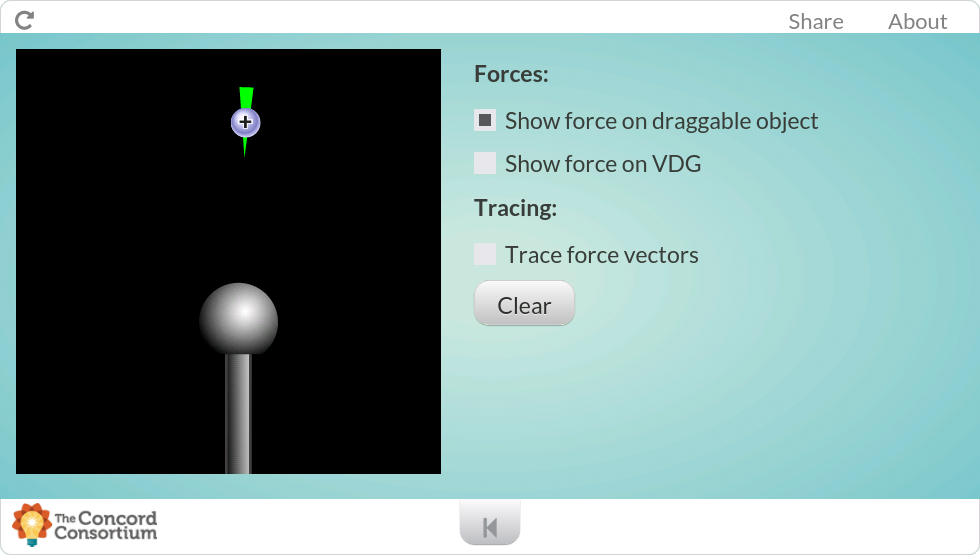 Share About
Forces:
Show force on draggable object
Show force on VDG
Tracing:
Trace force vectors
Clear
+
The Concord
Consortium